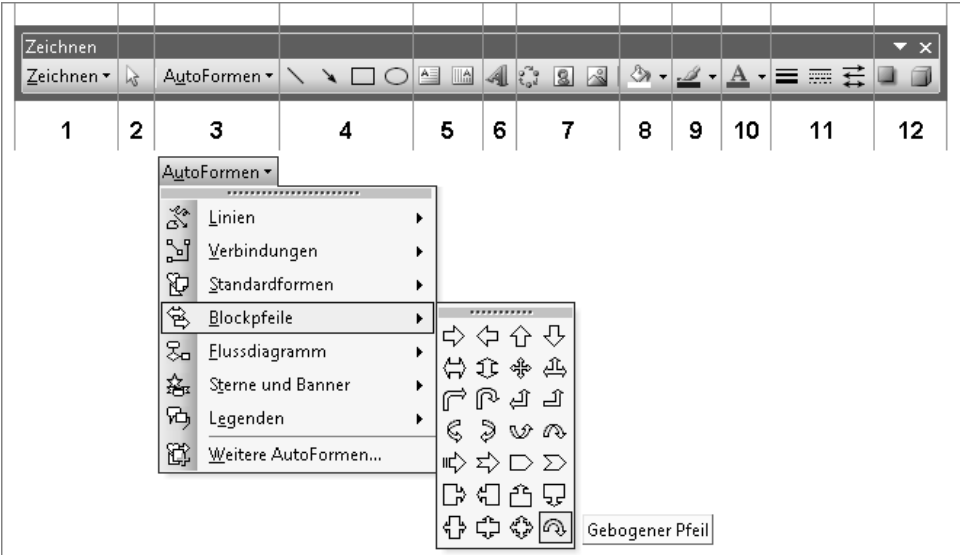 Zeichnen
Zeichnen AutoFormen A
1 2 3 4 5 6 7 8 9 10 11 12
AutoFormen
Linien
Verbindungen
Standardformen
Blockpfeile
Flussdiagramm
Sterne und Banner
Legenden
Weitere AutoFormen...
Gebogener Pfeil